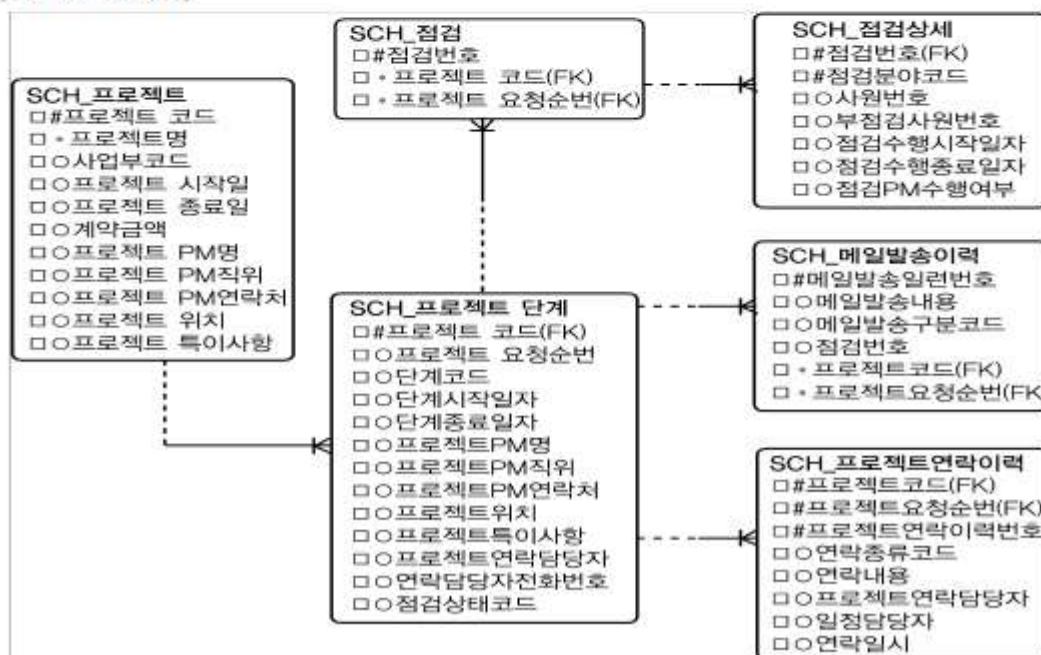 SCH_프로젝트
□#프로젝트 코드
□ * 프로젝트명
□○사업부코드
□○프로젝트 시작일
□○프로젝트 종료일
□○계약금액
□○프로젝트 PM명
□○프로젝트 PM직위
□○프로젝트 PM연락처
□○프로젝트 위치
□○프로젝트 특이사항
SCH_점검
□#점검번호
□ * 프로젝트 코드(FK)
□ * 프로젝트 요청순번(FK)
SCH_프로젝트 단계
□#프로젝트 코드(FK)
□○프로젝트 요청순번
□○단계코드
□○단계시작일자
□○단계종료일자
□○프로젝트PM명
□○프로젝트PM직위
□○프로젝트PM연락처
□○프로젝트위치
□○프로젝트특이사항
□○프로젝트연락담당자
□○연락담당자전화번호
□○점검상태코드
SCH_점검상세
□#점검번호(FK)
□#점검분야코드
□○사원번호
□○부점검사원번호
□○점검수행시작일자
□○점검수행종료일자
□○점검PM수행여부
SCH_메일발송이력
□#메일발송일련번호
□○메일발송내용
□○메일발송구분코드
□○점검번호
□ * 프로젝트코드(FK)
□ * 프로젝트요청순번(FK
SCH_프로젝트연락이력
□#프로젝트코드(FK)
□#프로젝트요청순번(FK)
□#프로젝트연락이력번호
□○연락종류코드
□○연락내용
□○프로젝트연락담당자
□○일정담당자
□○연락일시